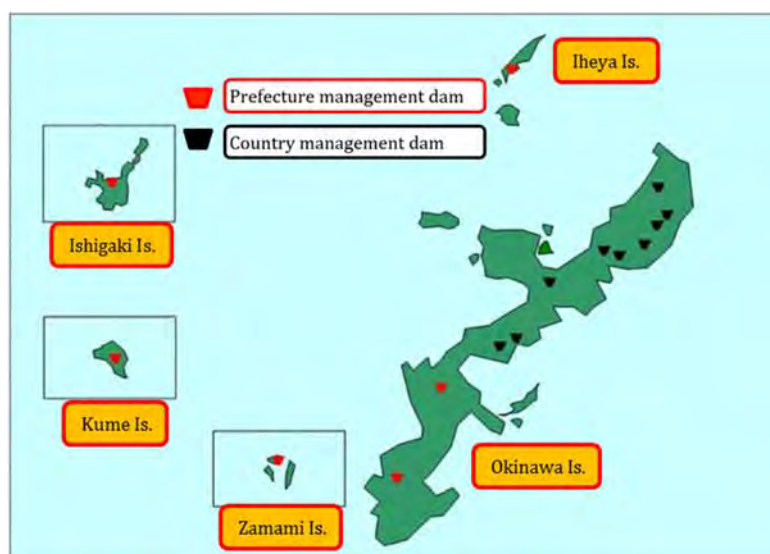 Iheya Is.
Prefecture management dam
Country management dam
Ishigaki Is.
Kume Is.
Okinawa Is.
Zamami Is.